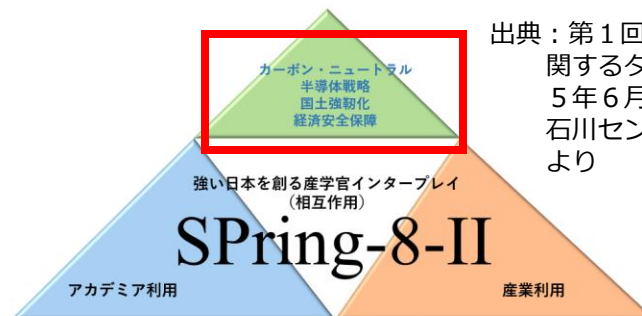 出典：第１回
関する
５年６月
石川セン
より
カーボン・ニュートラル
半導体戦略
国土強靭化
経済安全保障
強い日本を創る産学官インタープレイ
（相互作用）
SPring-8-II
アカデミア利用
産業利用